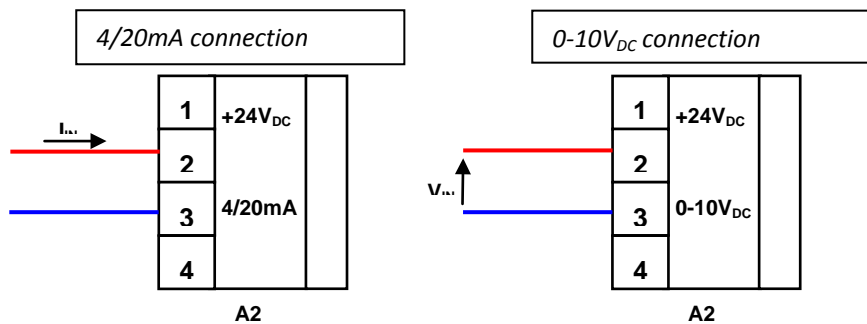 4/20mA connection
0-10VDC connection
1
+24VDC
2
3
4/20mA
4
A2
1
+24VDC
2
3
0-10VDC
4
A2